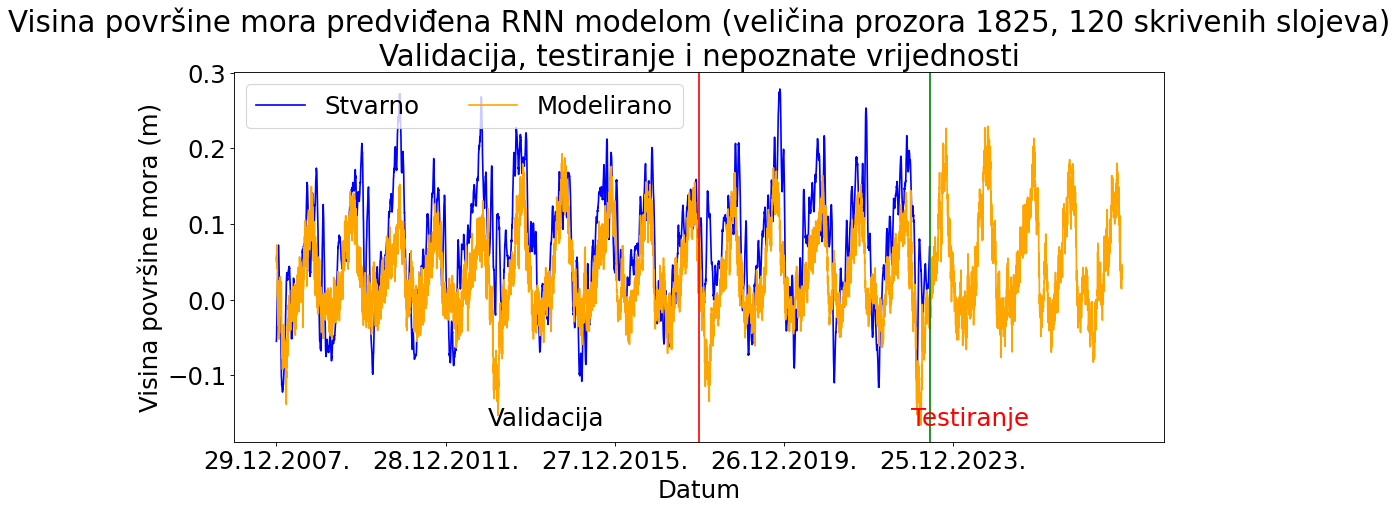 Visina površine mora predviđena RNN modelom (veličina prozora 1825, 120 skrivenih slojeva)
Validacija, testiranje i nepoznate vrijednosti
Stvarno Modelirano
Visina površine mora (m)
0.3
0.2
0.1
0.0
−0.1
Validacija Testiranje
29.12.2007. 28.12.2011. 27.12.2015. 26.12.2019. 25.12.2023.
Datum